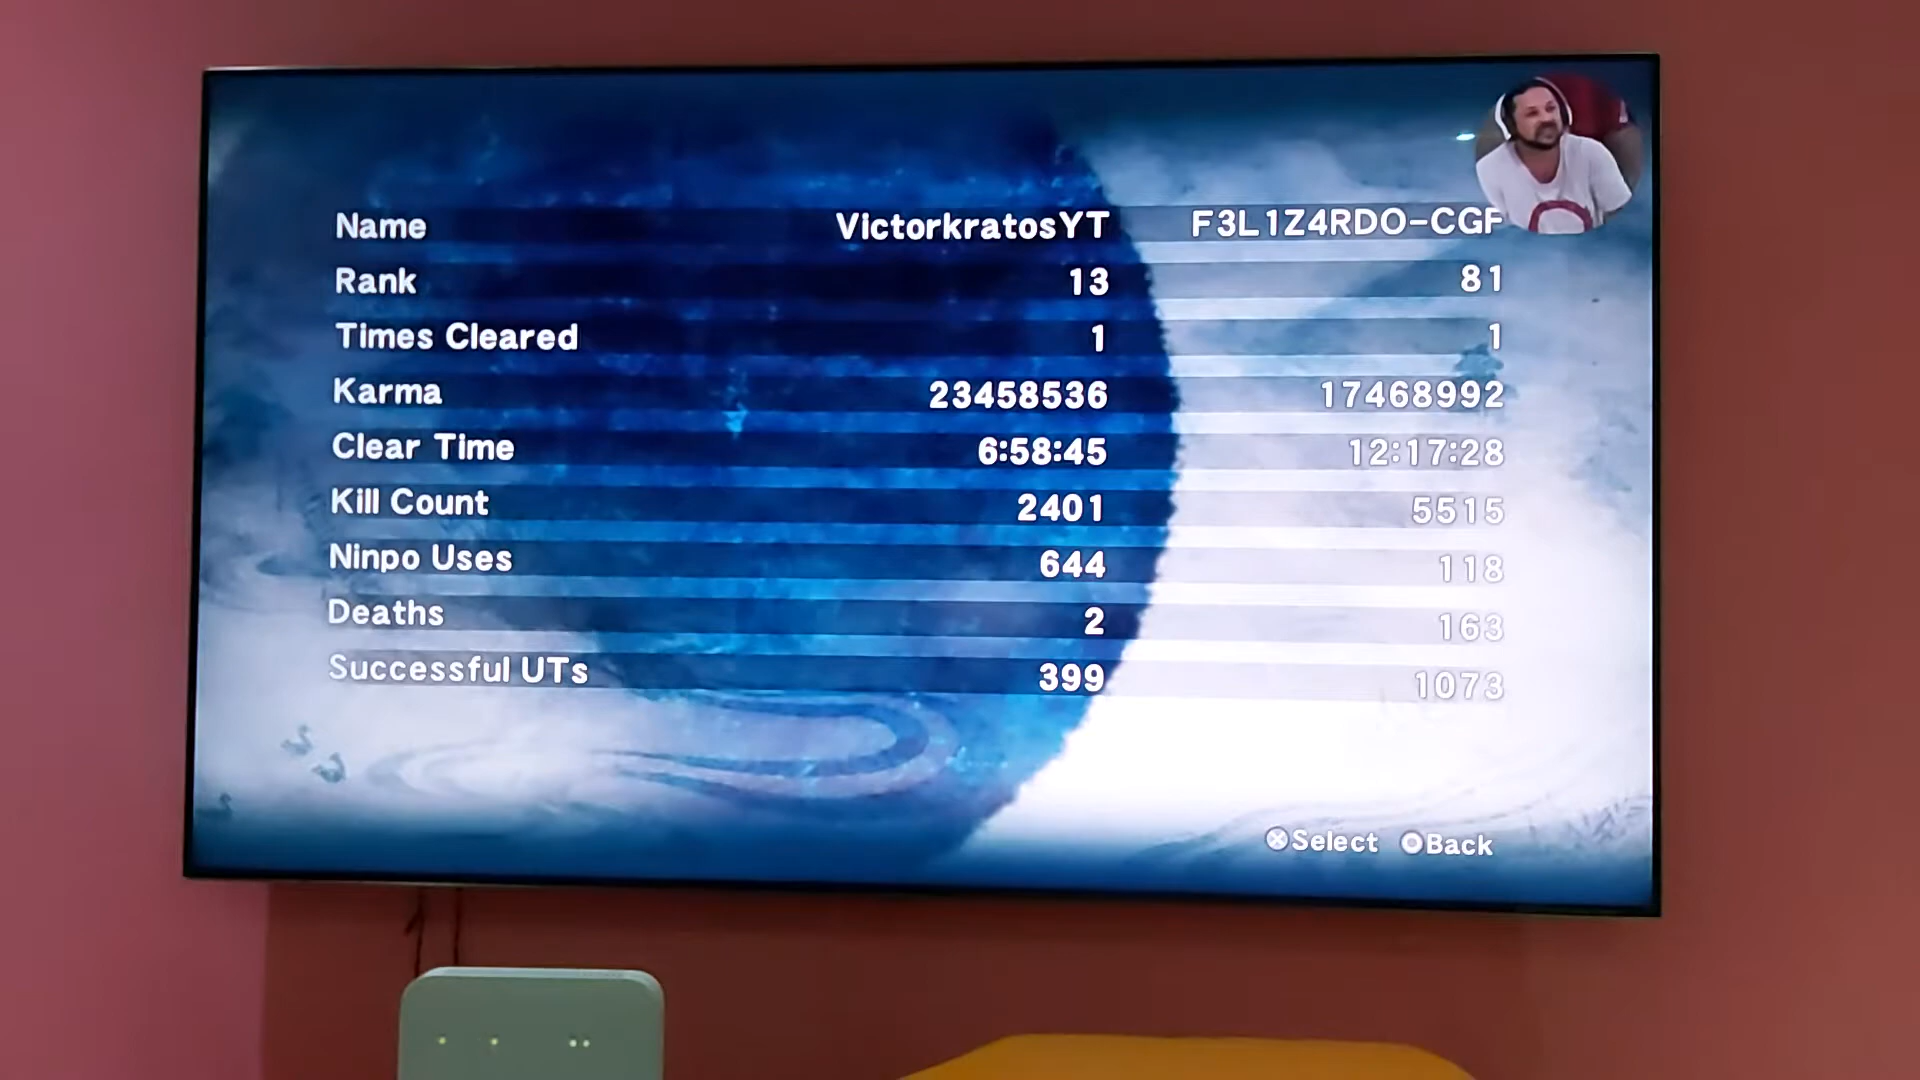 Name VictorkratosYT F3L1Z4RDO-CGF
Rank 13 81
Times Cleared 1 1
Karma 23458536 17468992
Clear Time 6:58:45 12:17:28
Kill Count 2401 5515
Ninpo Uses 644 118
Deaths 2 163
Successful UTs 399 1073
Select Back